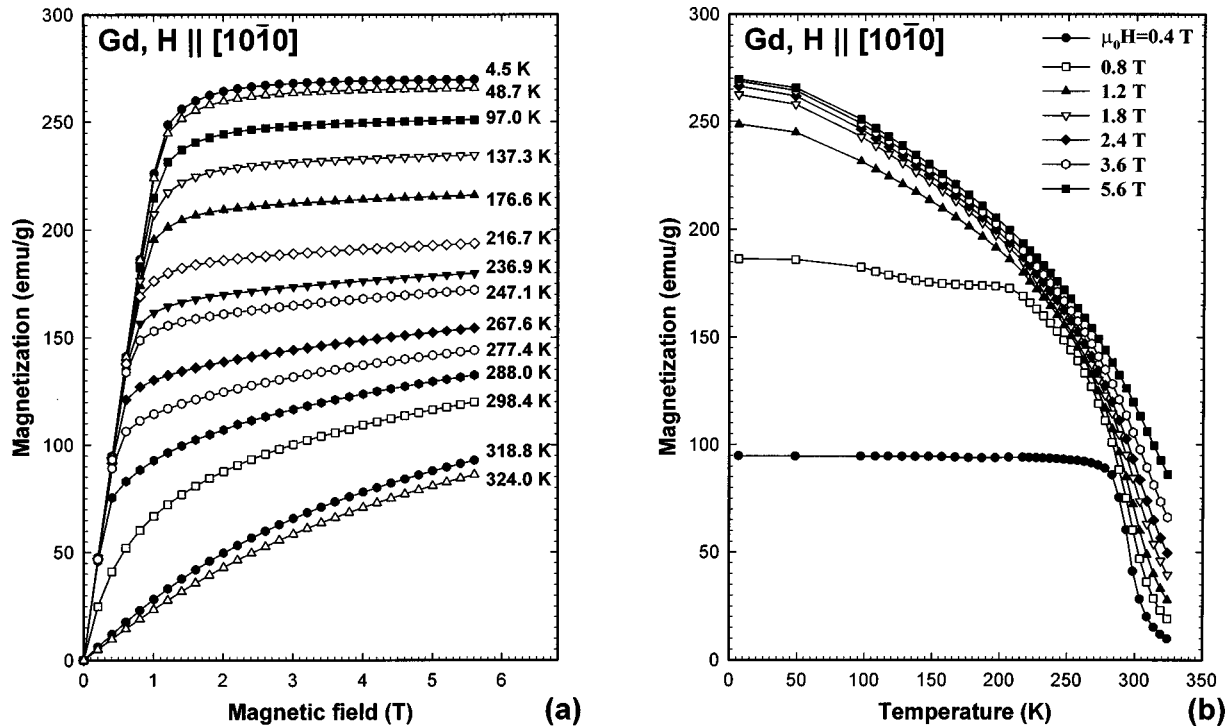 Gd, H || [101̄0]
Magnetization (emu/g)
300
250
200
150
100
50
0
4.5 K
48.7 K
97.0 K
137.3 K
176.6 K
216.7 K
236.9 K
247.1 K
267.6 K
277.4 K
288.0 K
298.4 K
318.8 K
324.0 K
0 1 2 3 4 5 6
Magnetic field (T)
(a)
Gd, H || [101̄0]
Magnetization (emu/g)
300
250
200
150
100
50
0
μ₀H=0.4 T
0.8 T
1.2 T
1.8 T
2.4 T
3.6 T
5.6 T
0 50 100 150 200 250 300 350
Temperature (K)
(b)